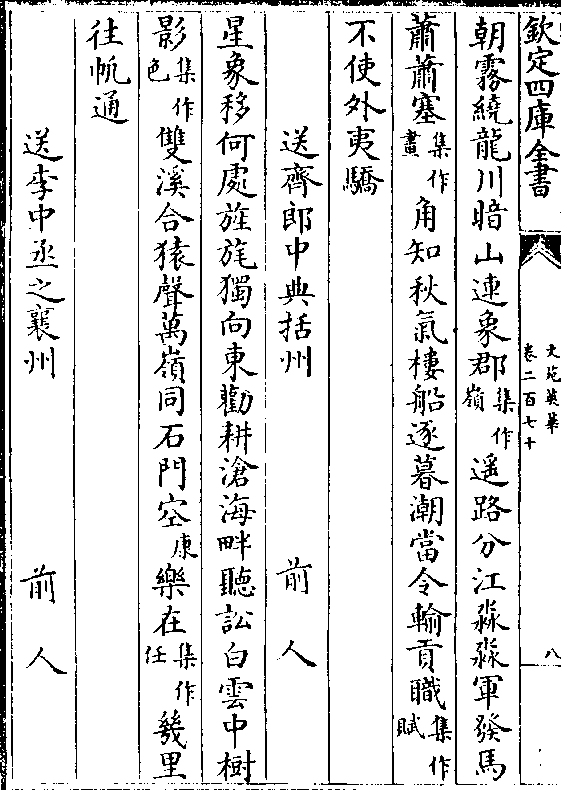 欽定四庫全書
文苑英華
卷二百七十
八
朝霧繞龍川暗山連象郡集作嶺遥路分江淼淼軍發馬
蕭蕭塞集作畫角知秋氣樓船逐暮潮當令輸貢職集作賦
不使外夷驕
送齊郎中典括州 前人
星象移何處旌旄獨向東勸耕滄海畔聽訟白雲中樹
影集作色雙溪合猿聲萬嶺同石門空康樂在集作任幾里
往帆通
送李中丞之襄州 前人